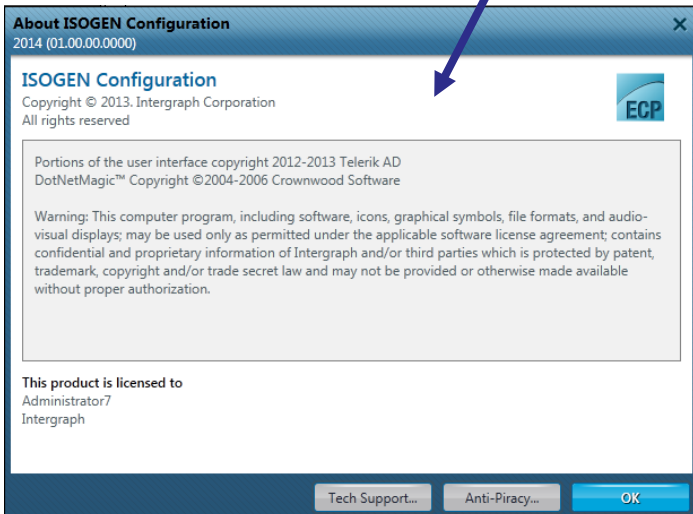 About ISOGEN Configuration
2014 (01.00.00.0000)
ISOGEN Configuration
Copyright © 2013. Intergraph Corporation
All rights reserved
ECP
Portions of the user interface copyright 2012-2013 Telerik AD
DotNetMagic™ Copyright ©2004-2006 Crownwood Software
Warning: This computer program, including software, icons, graphical symbols, file formats, and audio-
visual displays; may be used only as permitted under the applicable software license agreement; contains
confidential and proprietary information of Intergraph and/or third parties which is protected by patent,
trademark, copyright and/or trade secret law and may not be provided or otherwise made available
without proper authorization.
This product is licensed to
Administrator7
Intergraph
Tech Support... Anti-Piracy... OK